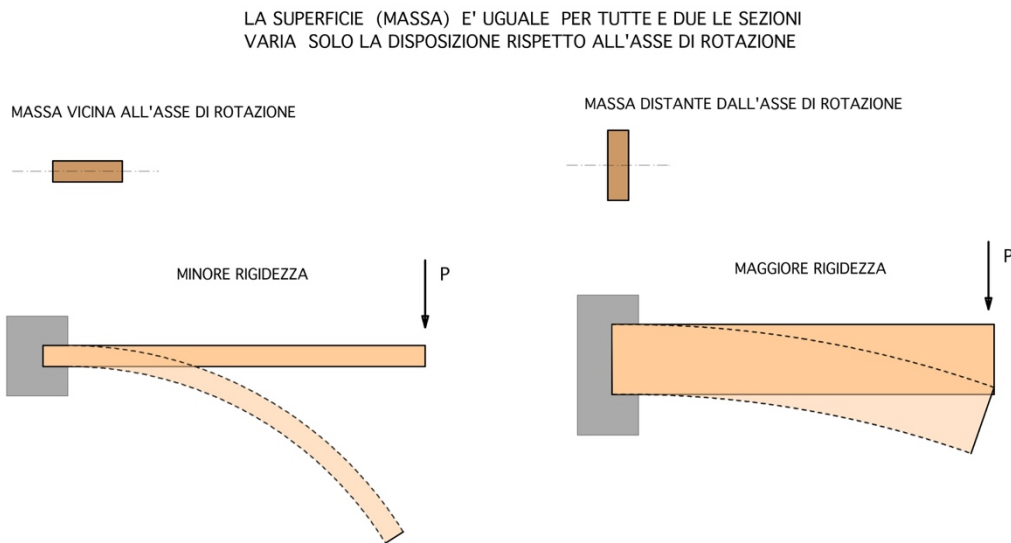 LA SUPERFICIE (MASSA) E' UGUALE PER TUTTE E DUE LE SEZIONI
VARIA SOLO LA DISPOSIZIONE RISPETTO ALL'ASSE DI ROTAZIONE
MASSA VICINA ALL'ASSE DI ROTAZIONE
MASSA DISTANTE DALL'ASSE DI ROTAZIONE
MINORE RIGIDEZZA
P
MAGGIORE RIGIDEZZA
P